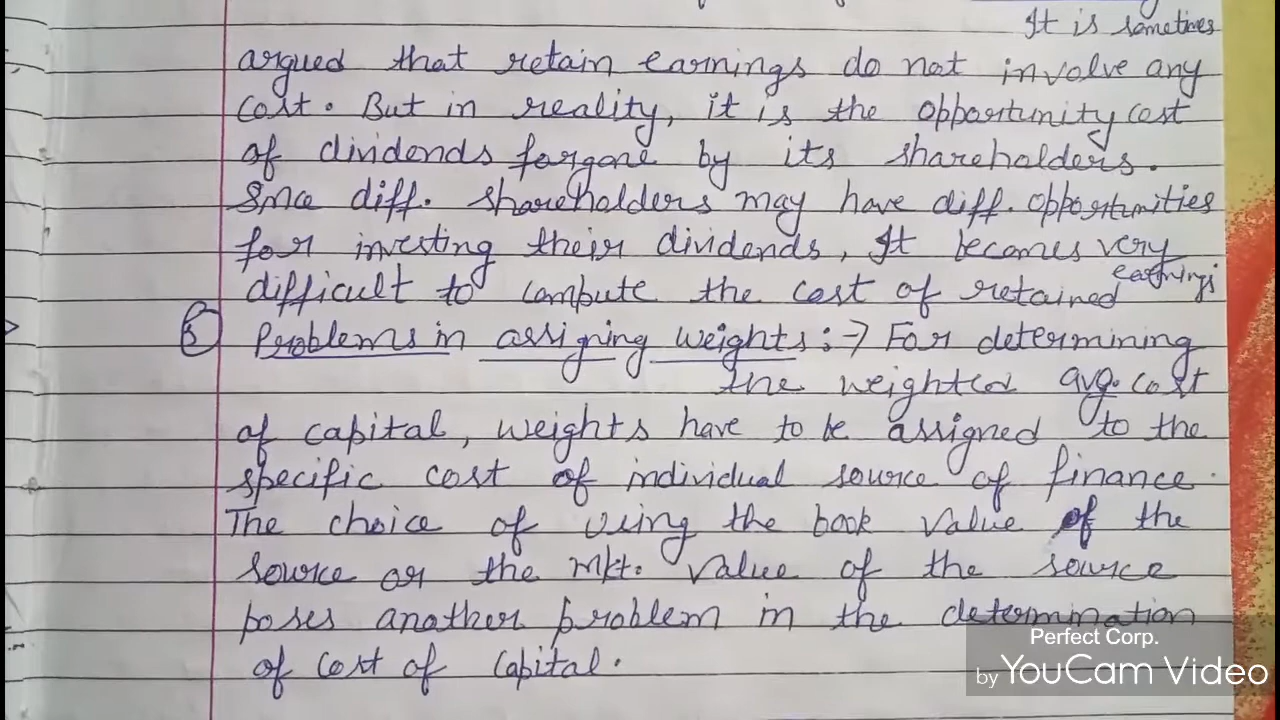 It is sometimes
argued that retain earnings do not involve any
cost. But in reality, it is the opportunity cost
of dividends forgone by its shareholders.
Since diff. shareholders may have diff. opportunities
for investing their dividends, It becomes very
difficult to compute the cost of retained earnings
5 Problems in assigning weights :→ For determining
the weighted avg. cost
of capital, weights have to be assigned to the
specific cost of individual source of finance.
The choice of using the book value of the
source or the mkt. value of the source
poses another problem in the determination
of cost of capital.
Perfect Corp.
by YouCam Video